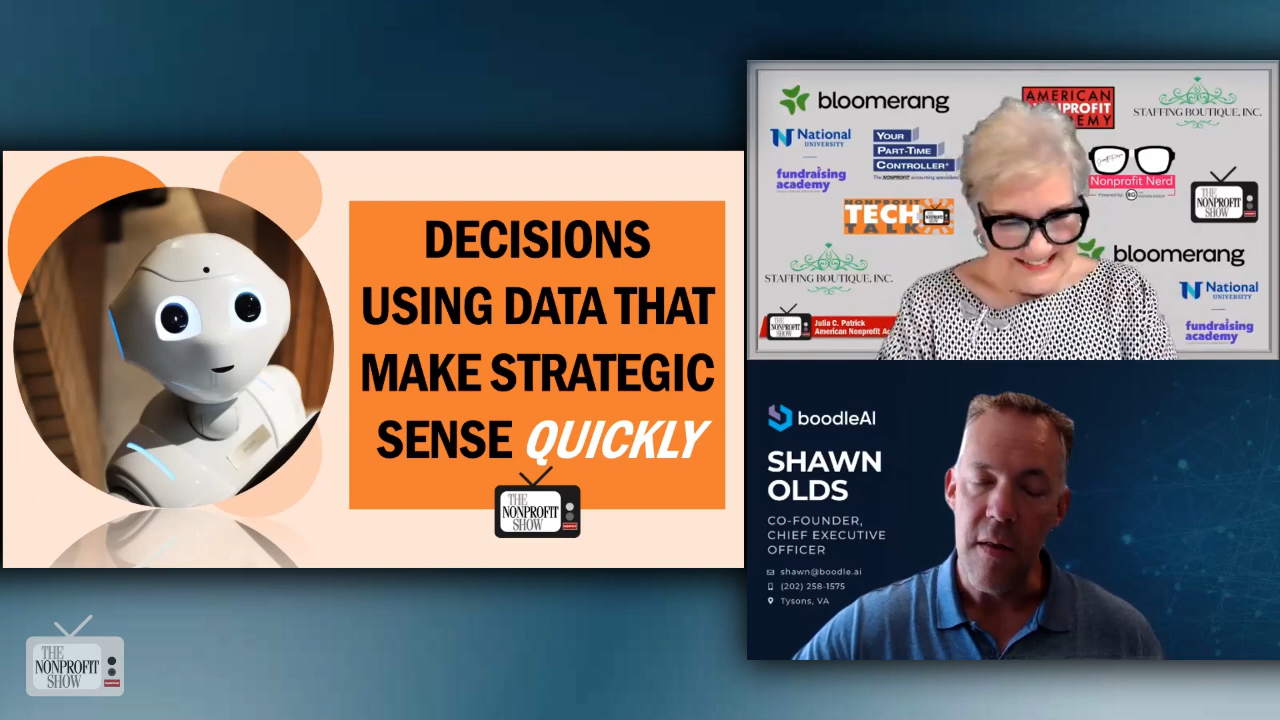 DECISIONS
USING DATA THAT
MAKE STRATEGIC
SENSE QUICKLY
THE
NONPROFIT
SHOW
bloomerang
AMERICAN
STAFFING BOUTIQUE, INC.
National
UNIVERSITY
YOUR
PART-TIME
CONTROLLER
fundraising
academy
Nonprofit Nerd
THE
NONPROFIT
SHOW
NONPROFIT
TECH
TALK
bloomerang
STAFFING BOUTIQUE, INC.
National
UNIVERSITY
THE
NONPROFIT
SHOW
Julia C. Patrick
American Nonprofit
fundraising
academy
boodleAI
SHAWN
OLDS
CO-FOUNDER,
CHIEF EXECUTIVE
OFFICER
shawn@boodle.ai
(202) 258-1575
Tysons, VA
THE
NONPROFIT
SHOW